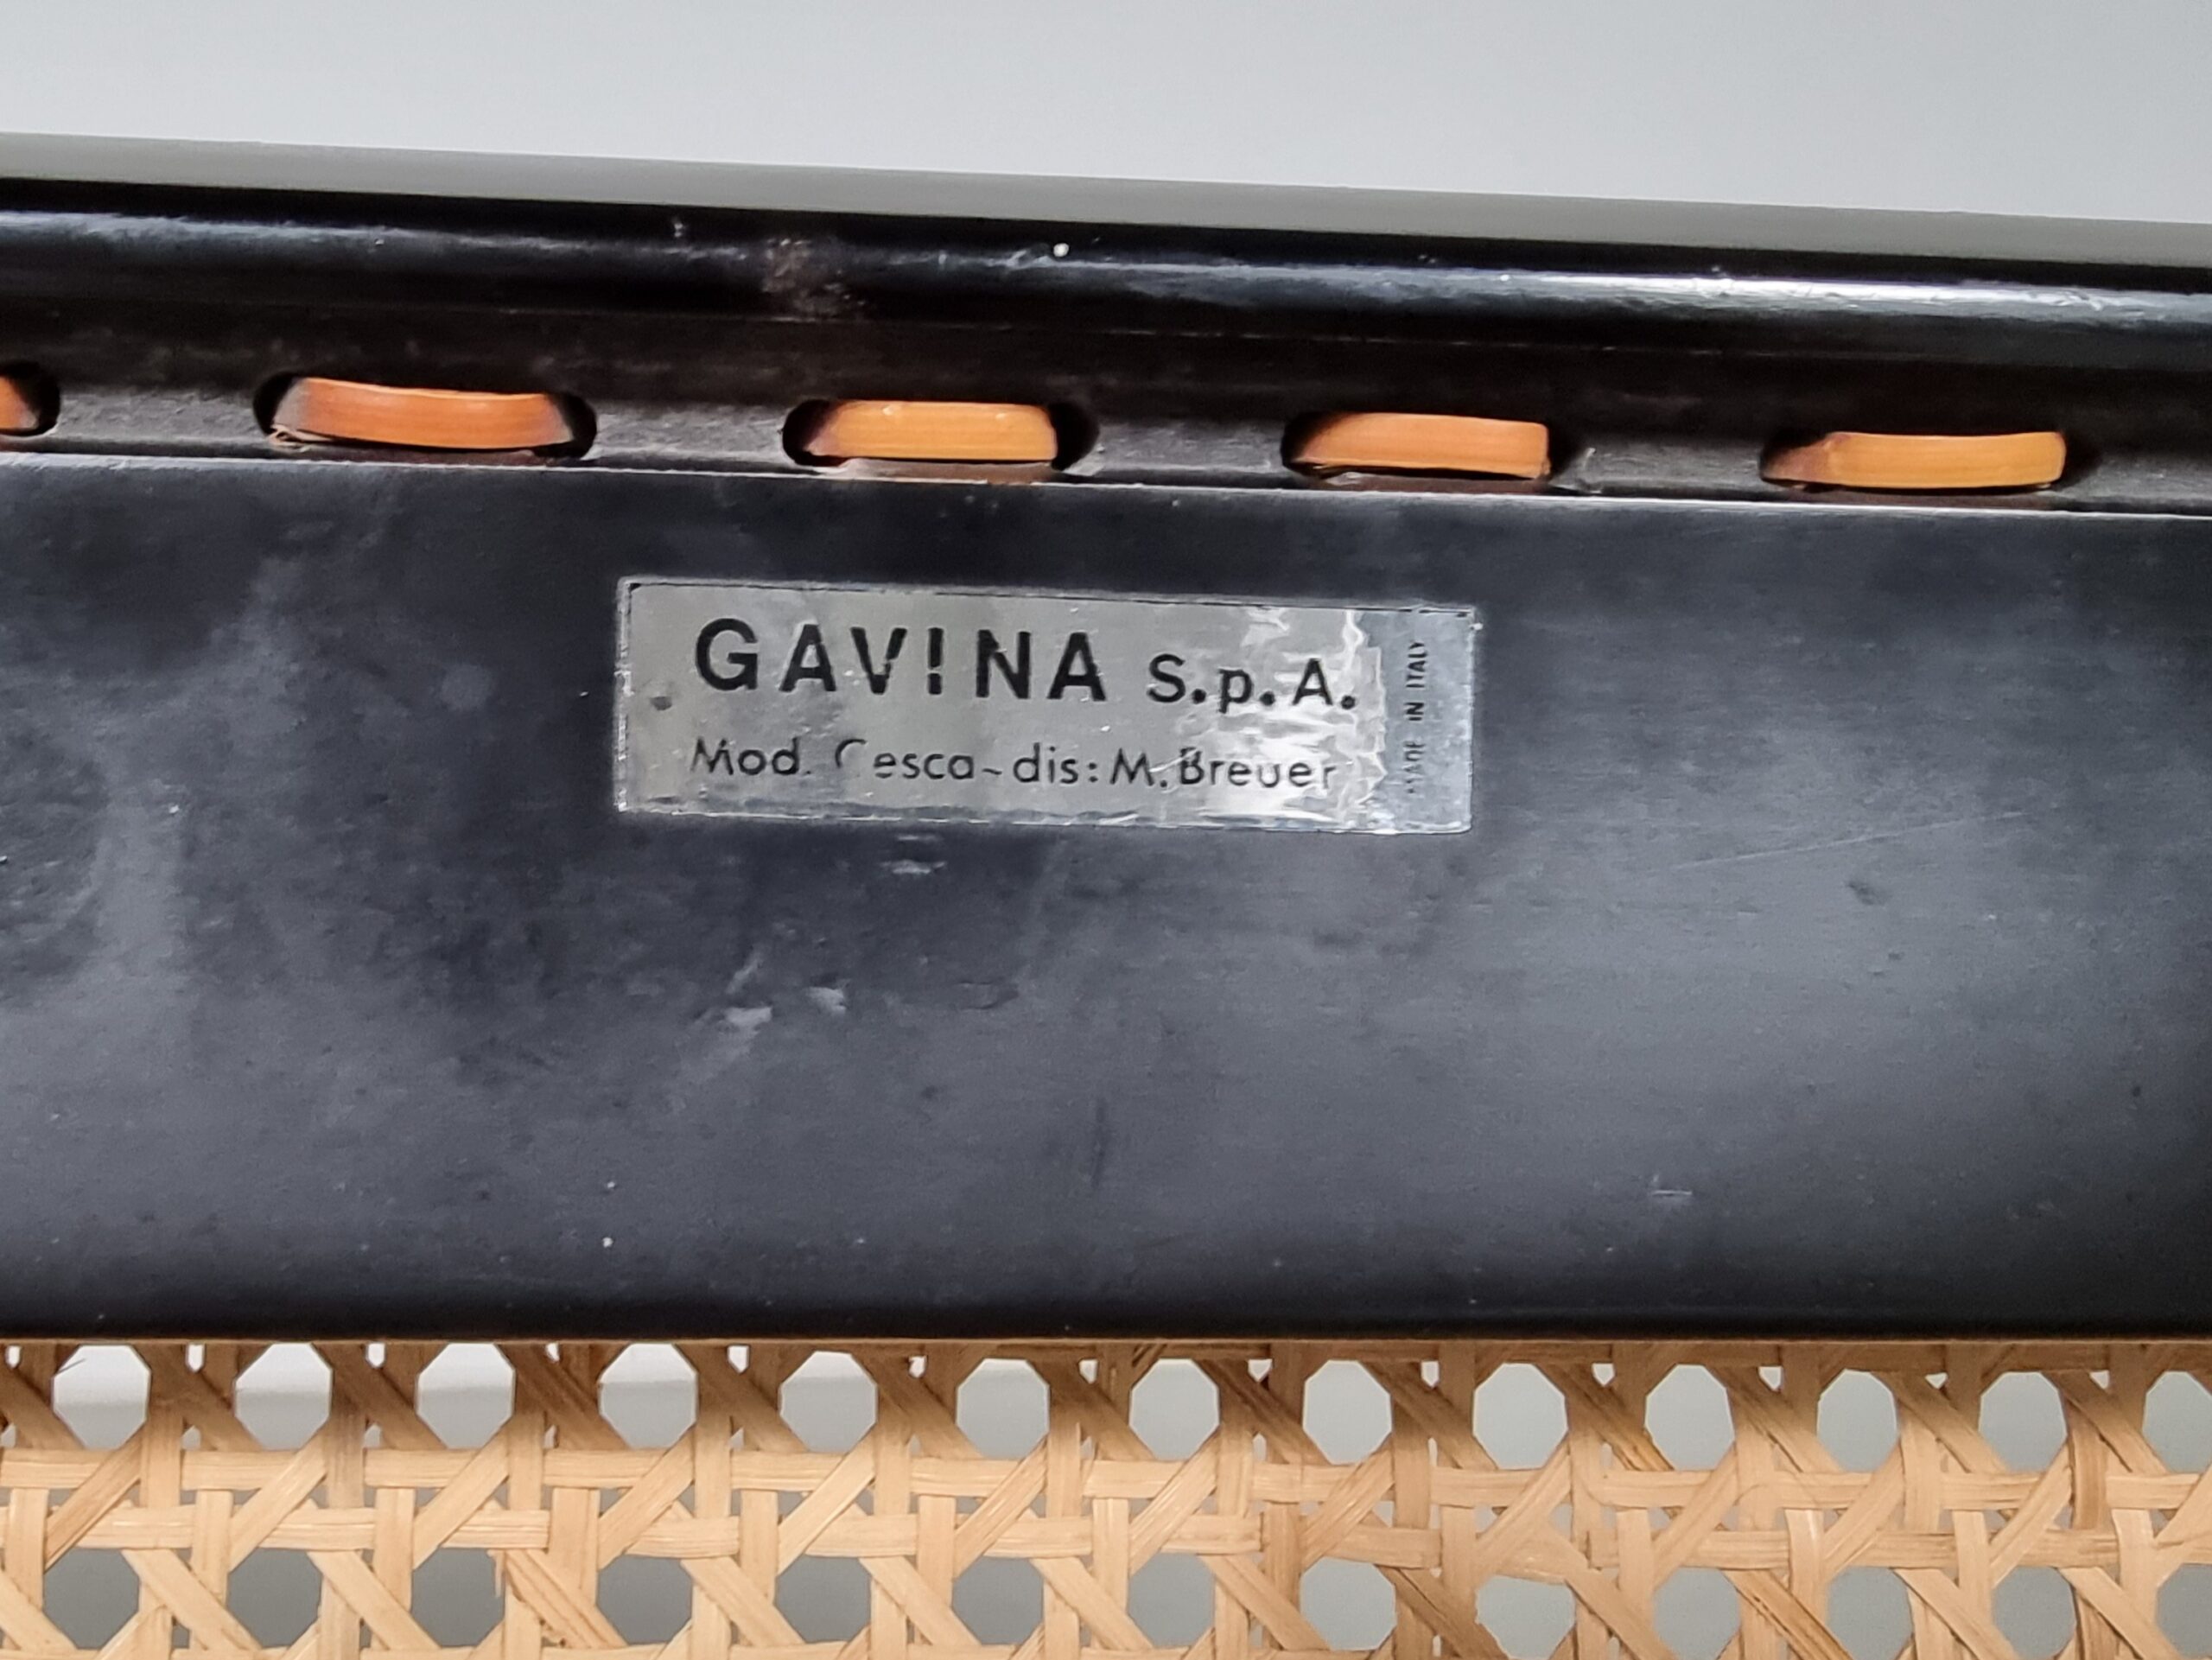 GAVINA S.p.A.
Mod. Cesca-dis: M. Breuer
MADE IN ITALY